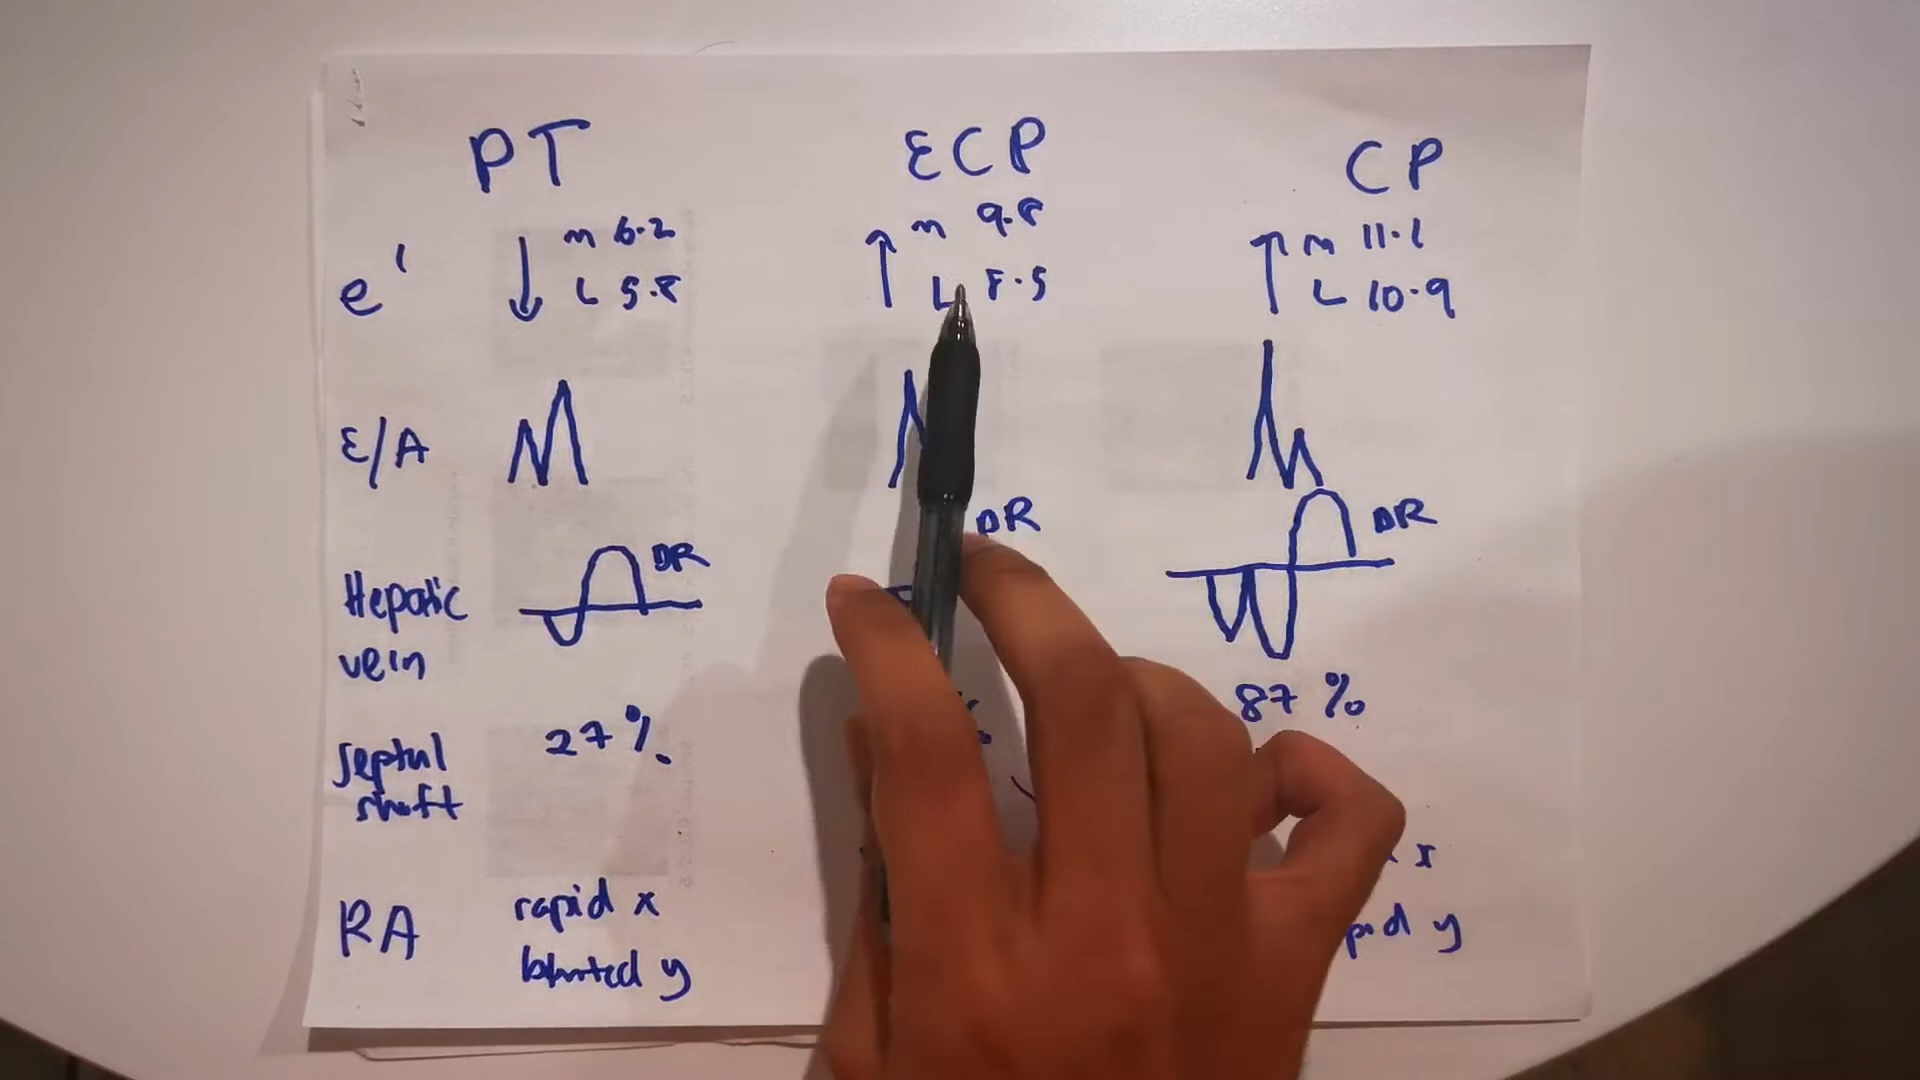 PT ECP CP
e' ↓ m 6.2 ↑ m 9.8 ↑ m 11.1
L 5.8 L 8.5 L 10.9
E/A
DR DR DR
Hepatic
vein
87 %
27 %
septal
shift
x
RA rapid x
blunted y y